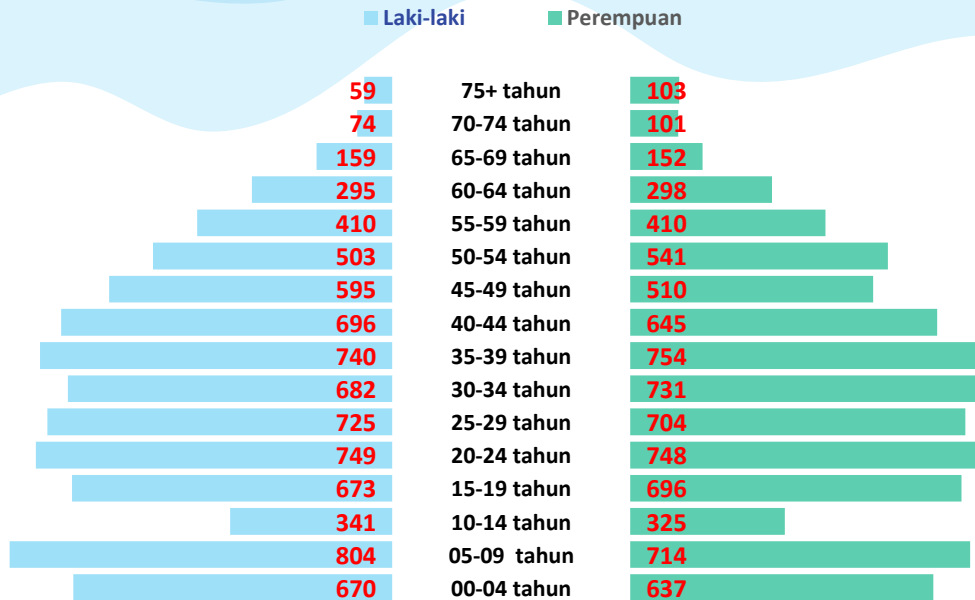 Laki-laki Perempuan
59 75+ tahun 103
74 70-74 tahun 101
159 65-69 tahun 152
295 60-64 tahun 298
410 55-59 tahun 410
503 50-54 tahun 541
595 45-49 tahun 510
696 40-44 tahun 645
740 35-39 tahun 754
682 30-34 tahun 731
725 25-29 tahun 704
749 20-24 tahun 748
673 15-19 tahun 696
341 10-14 tahun 325
804 05-09 tahun 714
670 00-04 tahun 637